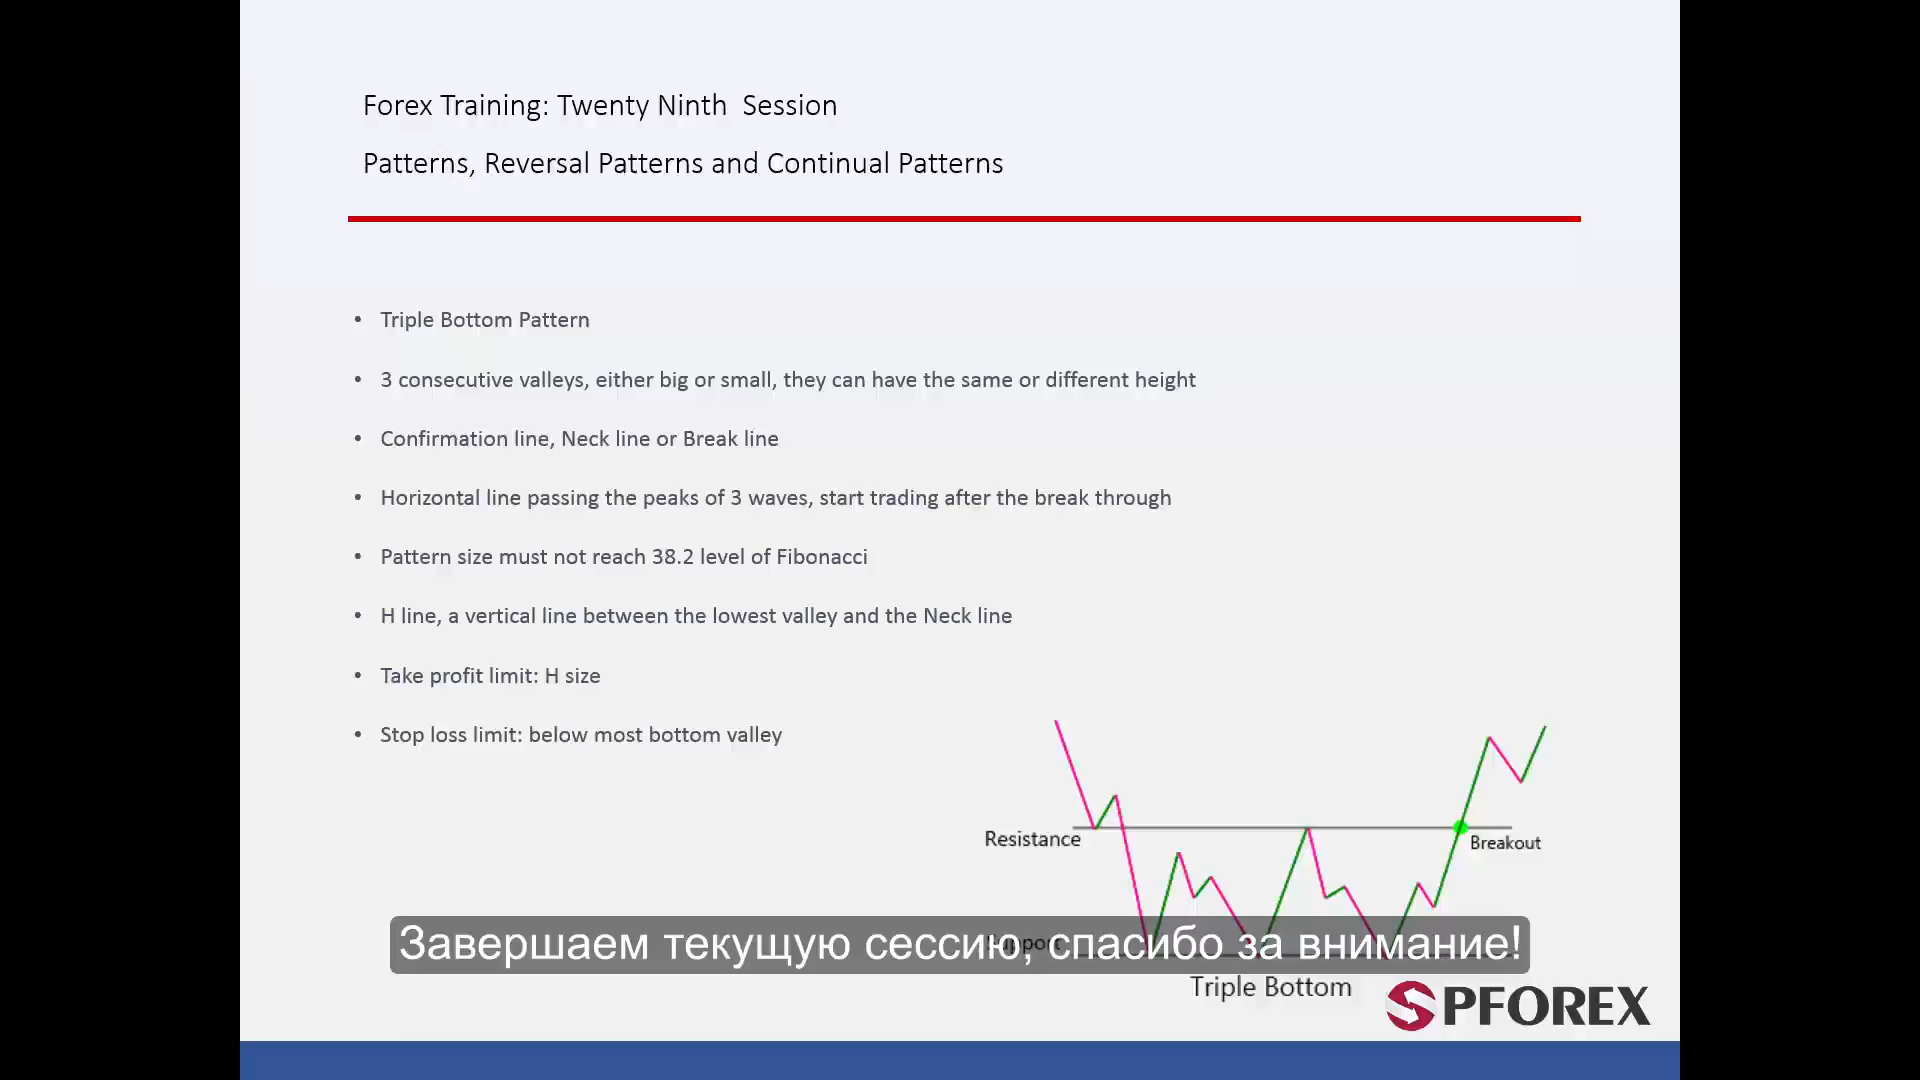 Forex Training: Twenty Ninth Session
Patterns, Reversal Patterns and Continual Patterns
• Triple Bottom Pattern
• 3 consecutive valleys, either big or small, they can have the same or different height
• Confirmation line, Neck line or Break line
• Horizontal line passing the peaks of 3 waves, start trading after the break through
• Pattern size must not reach 38.2 level of Fibonacci
• H line, a vertical line between the lowest valley and the Neck line
• Take profit limit: H size
• Stop loss limit: below most bottom valley
Resistance
Breakout
Support
Завершаем текущую сессию, спасибо за внимание!
Triple Bottom
SPFOREX